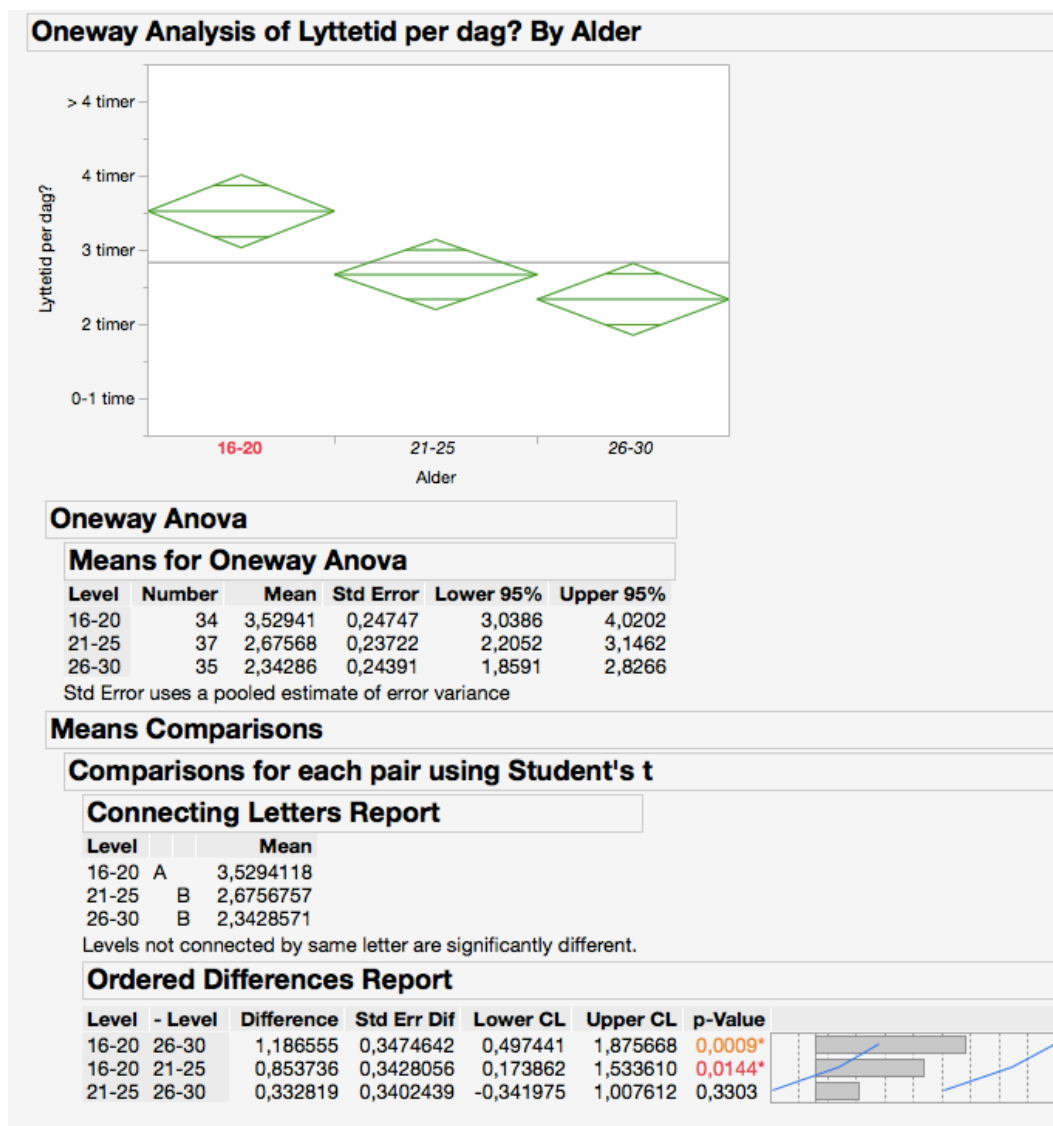 Oneway Analysis of Lyttetid per dag? By Alder
> 4 timer
4 timer
3 timer
2 timer
0-1 time
Lyttetid per dag?
16-20 21-25 26-30
Alder
Oneway Anova
Means for Oneway Anova
Level Number Mean Std Error Lower 95% Upper 95%
16-20 34 3,52941 0,24747 3,0386 4,0202
21-25 37 2,67568 0,23722 2,2052 3,1462
26-30 35 2,34286 0,24391 1,8591 2,8266
Std Error uses a pooled estimate of error variance
Means Comparisons
Comparisons for each pair using Student's t
Connecting Letters Report
Level Mean
16-20 A 3,5294118
21-25 B 2,6756757
26-30 B 2,3428571
Levels not connected by same letter are significantly different.
Ordered Differences Report
Level - Level Difference Std Err Dif Lower CL Upper CL p-Value
16-20 26-30 1,186555 0,3474642 0,497441 1,875668 0,0009*
16-20 21-25 0,853736 0,3428056 0,173862 1,533610 0,0144*
21-25 26-30 0,332819 0,3402439 -0,341975 1,007612 0,3303